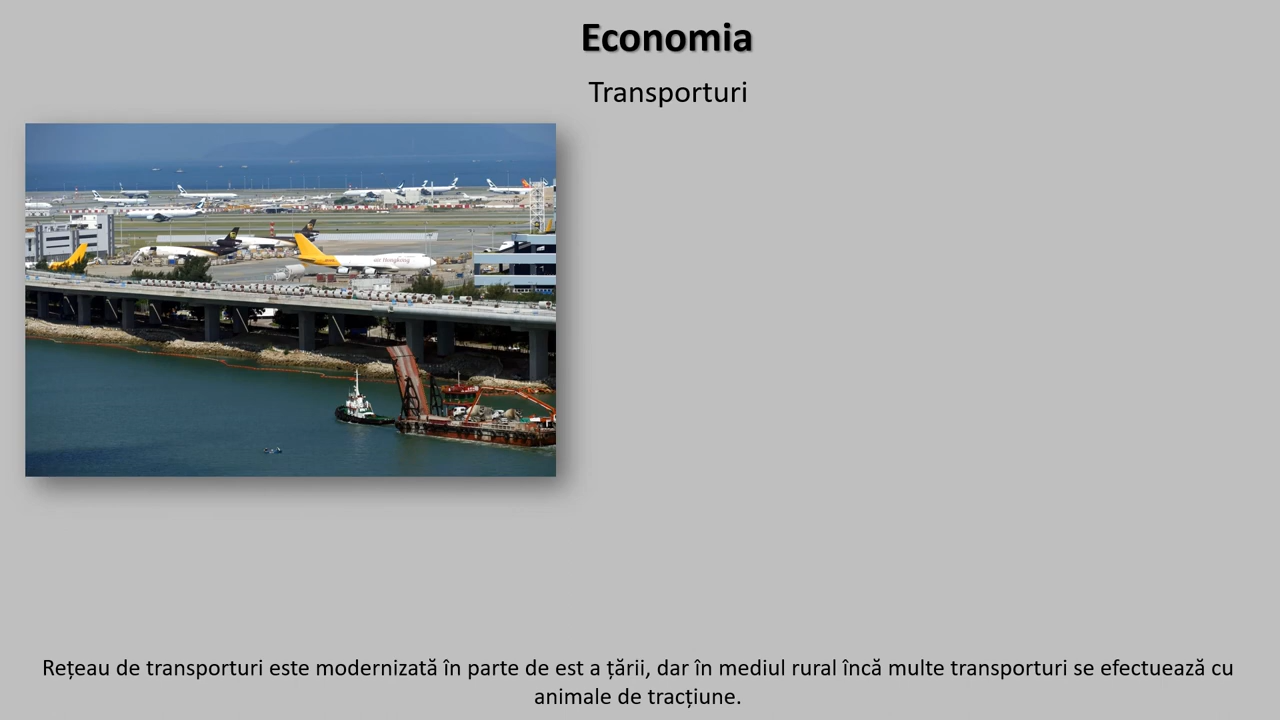 Economia
Transporturi
Rețeau de transporturi este modernizată în parte de est a țării, dar în mediul rural încă multe transporturi se efectuează cu
animale de tracțiune.